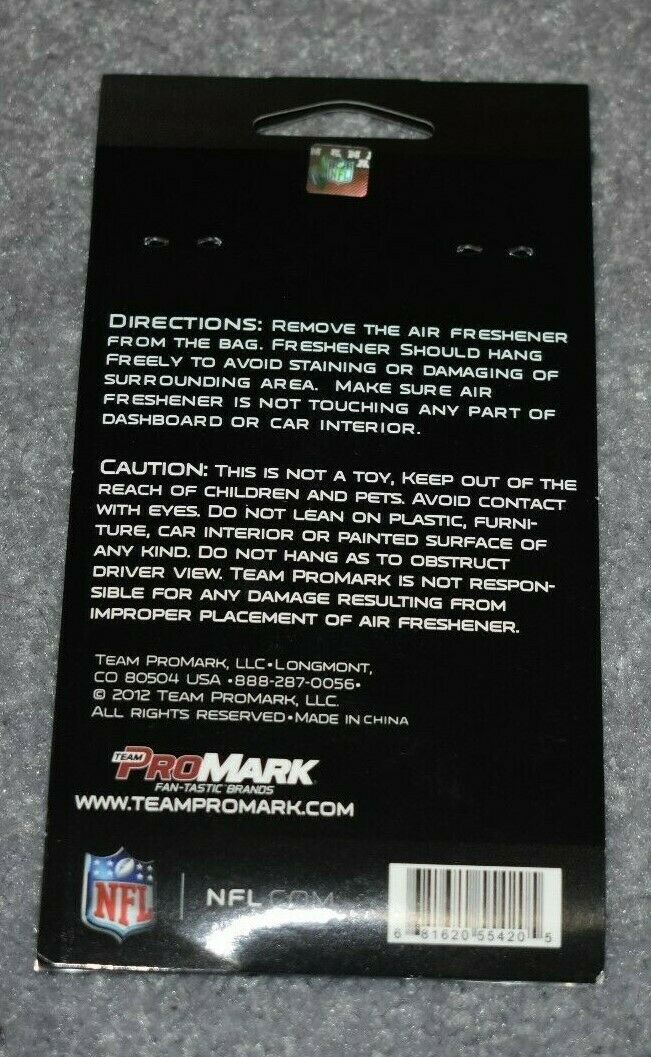 NFL
DIRECTIONS: REMOVE THE AIR FRESHENER
FROM THE BAG. FRESHENER SHOULD HANG
FREELY TO AVOID STAINING OR DAMAGING OF
SURROUNDING AREA. MAKE SURE AIR
FRESHENER IS NOT TOUCHING ANY PART OF
DASHBOARD OR CAR INTERIOR.
CAUTION: THIS IS NOT A TOY, KEEP OUT OF THE
REACH OF CHILDREN AND PETS. AVOID CONTACT
WITH EYES. DO NOT LEAN ON PLASTIC, FURNI-
TURE, CAR INTERIOR OR PAINTED SURFACE OF
ANY KIND. DO NOT HANG AS TO OBSTRUCT
DRIVER VIEW. TEAM PROMARK IS NOT RESPON-
SIBLE FOR ANY DAMAGE RESULTING FROM
IMPROPER PLACEMENT OF AIR FRESHENER.
TEAM PROMARK, LLC•LONGMONT,
CO 80504 USA •888-287-0056•
© 2012 TEAM PROMARK, LLC.
ALL RIGHTS RESERVED•MADE IN CHINA
TEAM PROMARK
FAN-TASTIC BRANDS
WWW.TEAMPROMARK.COM
NFL | NFL.COM
6 81620 55420 5